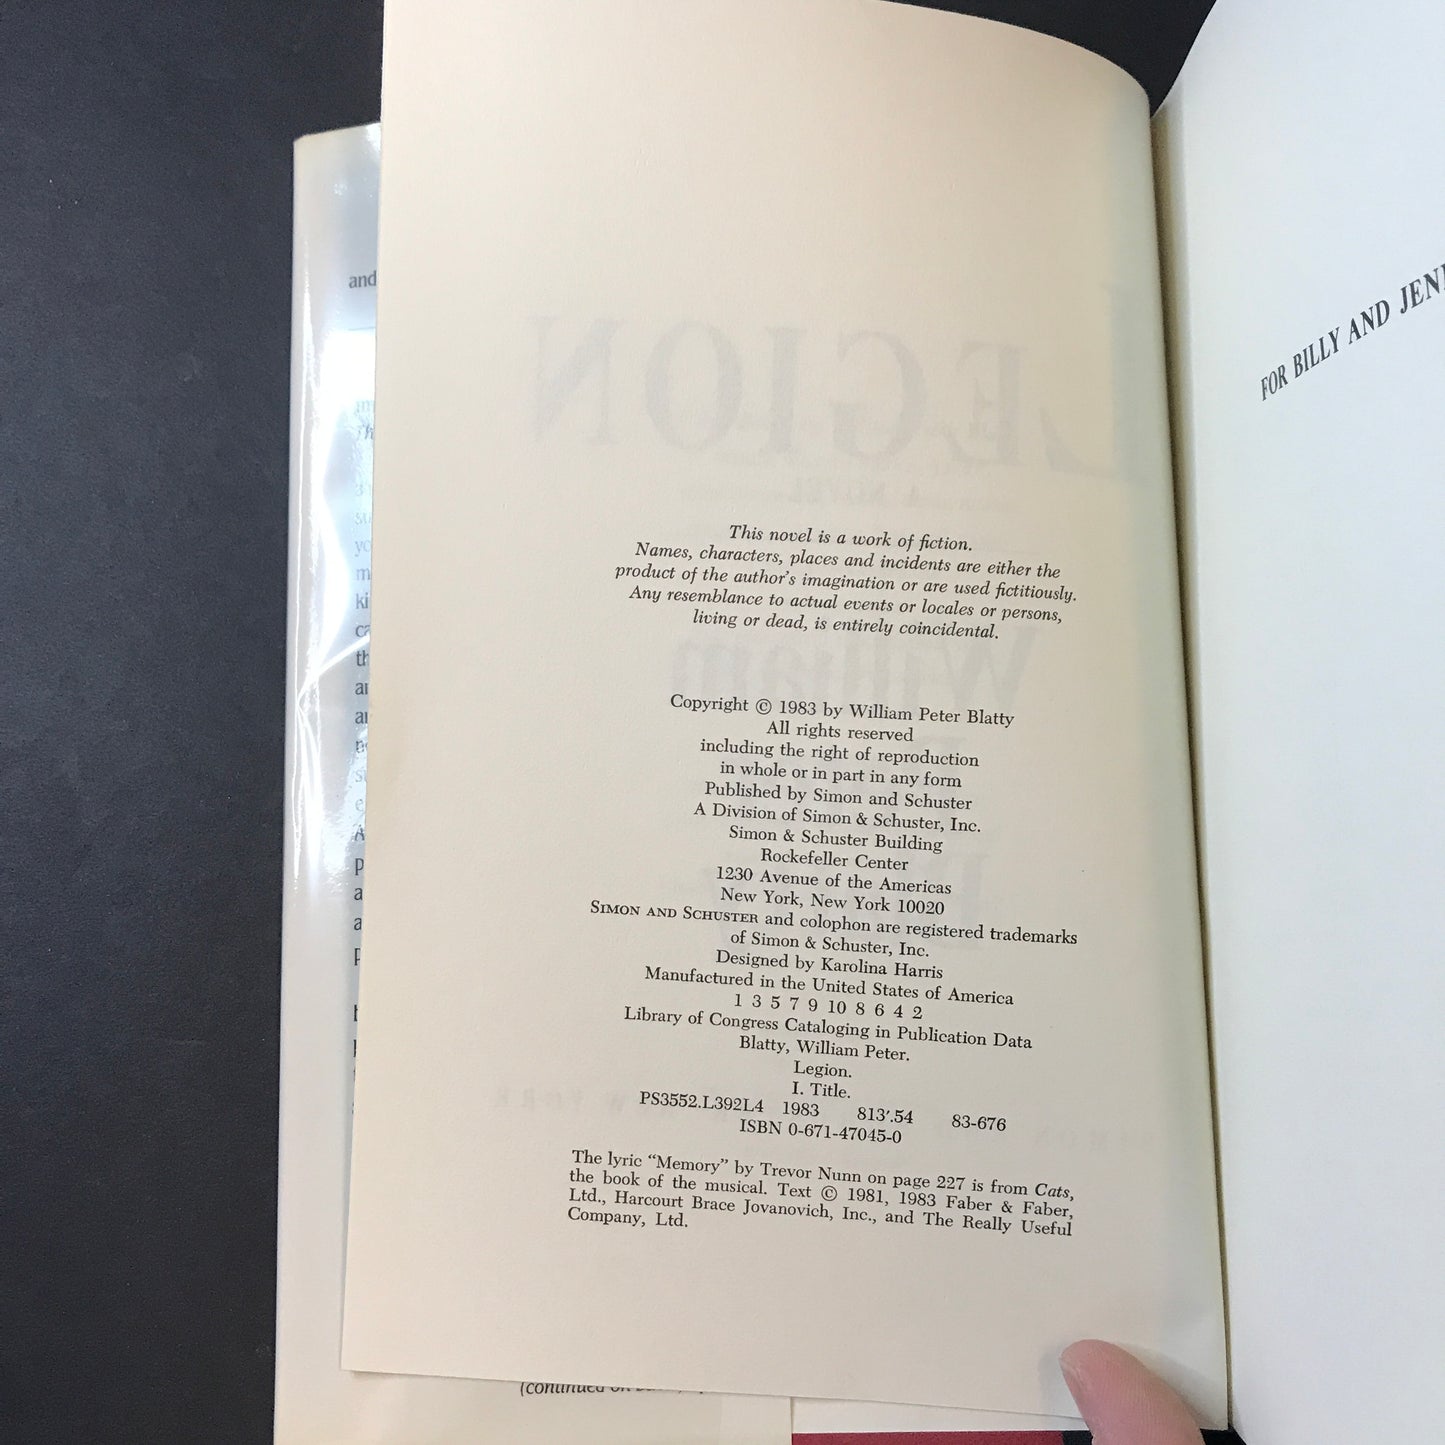 and
This novel is a work of fiction.
Names, characters, places and incidents are either the
product of the author's imagination or are used fictitiously.
Any resemblance to actual events or locales or persons,
living or dead, is entirely coincidental.
Copyright © 1983 by William Peter Blatty
All rights reserved
including the right of reproduction
in whole or in part in any form
Published by Simon and Schuster
A Division of Simon & Schuster, Inc.
Simon & Schuster Building
Rockefeller Center
1230 Avenue of the Americas
New York, New York 10020
SIMON AND SCHUSTER and colophon are registered trademarks
of Simon & Schuster, Inc.
Designed by Karolina Harris
Manufactured in the United States of America
1 3 5 7 9 10 8 6 4 2
Library of Congress Cataloging in Publication Data
Blatty, William Peter.
Legion.
I. Title.
PS3552.L392L4 1983 813'.54 83-676
ISBN 0-671-47045-0
The lyric “Memory” by Trevor Nunn on page 227 is from Cats,
the book of the musical. Text © 1981, 1983 Faber & Faber,
Ltd., Harcourt Brace Jovanovich, Inc., and The Really Useful
Company, Ltd.
(continued on
FOR BILLY AND JEN
LEGION
A NOVEL
William